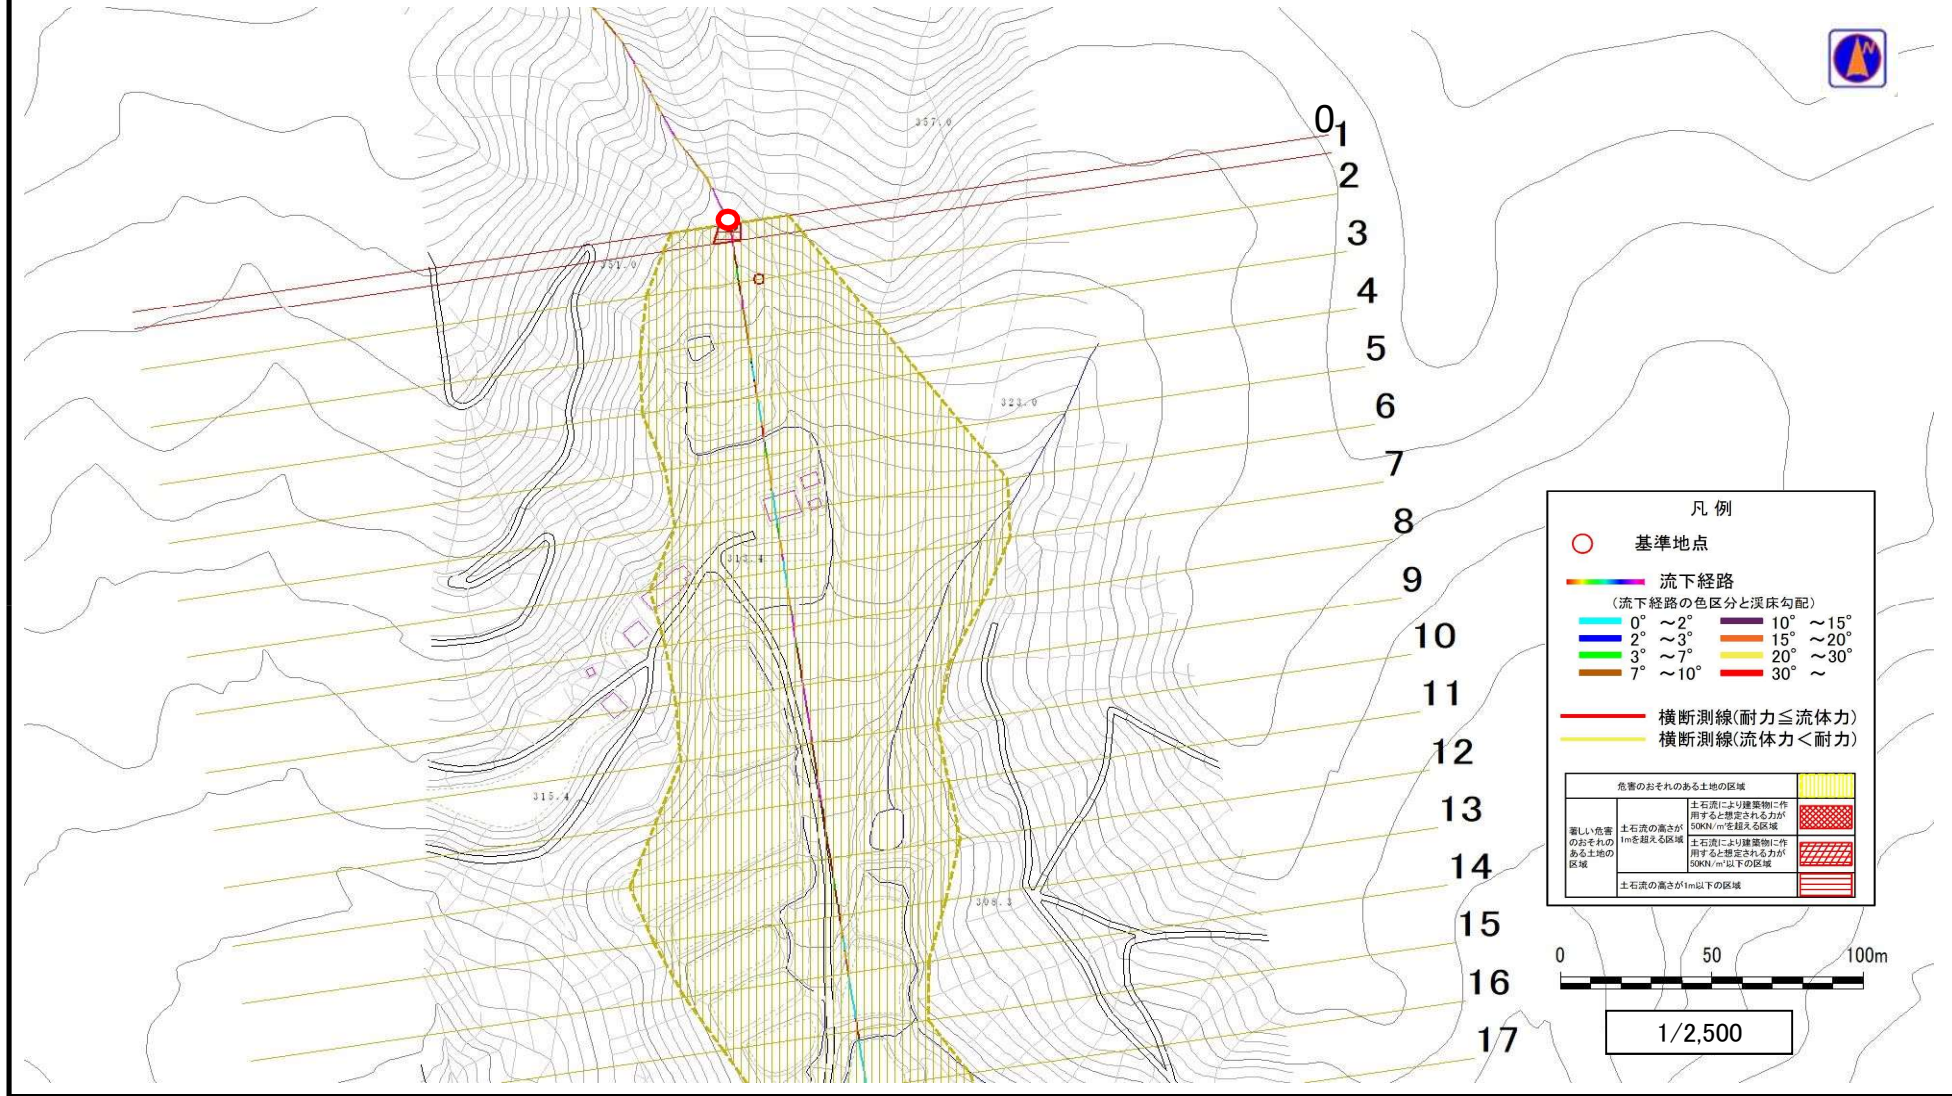 N
357.0
0
1
2
3
331.0
4
5
323.0
6
7
8
313.4
9
10
11
12
315.4
13
14
308.3
15
16
17
凡 例
基準地点
流下経路
(流下経路の色区分と渓床勾配)
0° ～2° 10° ～15°
2° ～3° 15° ～20°
3° ～7° 20° ～30°
7° ～10° 30° ～
横断測線(耐力≦流体力)
横断測線(流体力<耐力)
危害のおそれのある土地の区域
著しい危害
のおそれの
ある土地の
区域
土石流の高さが
1mを超える区域
土石流により建築物に作
用すると想定される力が
50KN/㎡を超える区域
土石流により建築物に作
用すると想定される力が
50KN/㎡以下の区域
土石流の高さが1m以下の区域
0 50 100m
1/2,500